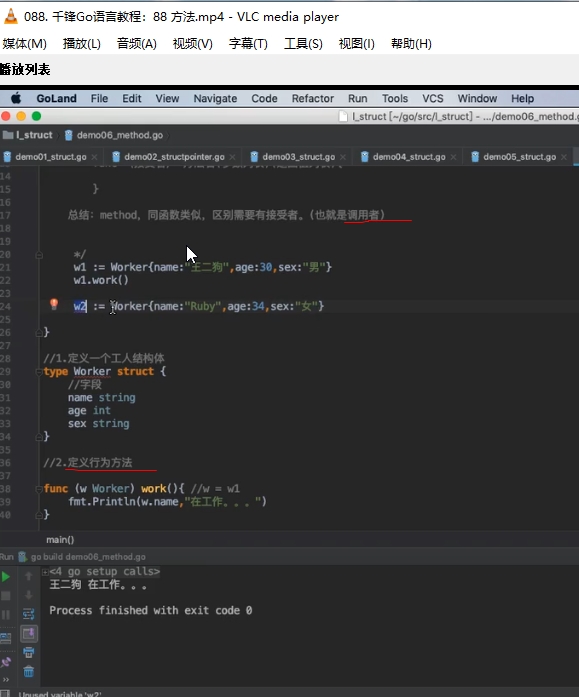 088. 千锋Go语言教程：88 方法.mp4 - VLC media player
媒体(M) 播放(L) 音频(A) 视频(V) 字幕(T) 工具(S) 视图(I) 帮助(H)
播放列表
GoLand File Edit View Navigate Code Refactor Run Tools VCS Window Help
l_struct [~/go/src/l_struct] - .../demo06_method.go
l_struct demo06_method.go
demo01_struct.go demo02_structpointer.go demo03_struct.go demo04_struct.go demo05_struct.go
14
15 }
16
17 总结：method，同函数类似，区别需要有接受者。(也就是调用者)
18
19
20 */
21 w1 := Worker{name:"王二狗",age:30,sex:"男"}
22 w1.work()
23
24 w2 := Worker{name:"Ruby",age:34,sex:"女"}
26 }
27
28 //1.定义一个工人结构体
29 type Worker struct {
30 //字段
31 name string
32 age int
33 sex string
34 }
35
36 //2.定义行为方法
37
38 func (w Worker) work(){ //w = w1
39 fmt.Println(w.name,"在工作。。。")
40 }
main()
Run go build demo06_method.go
<4 go setup calls>
王二狗 在工作。。。
Process finished with exit code 0
Unused variable 'w2'